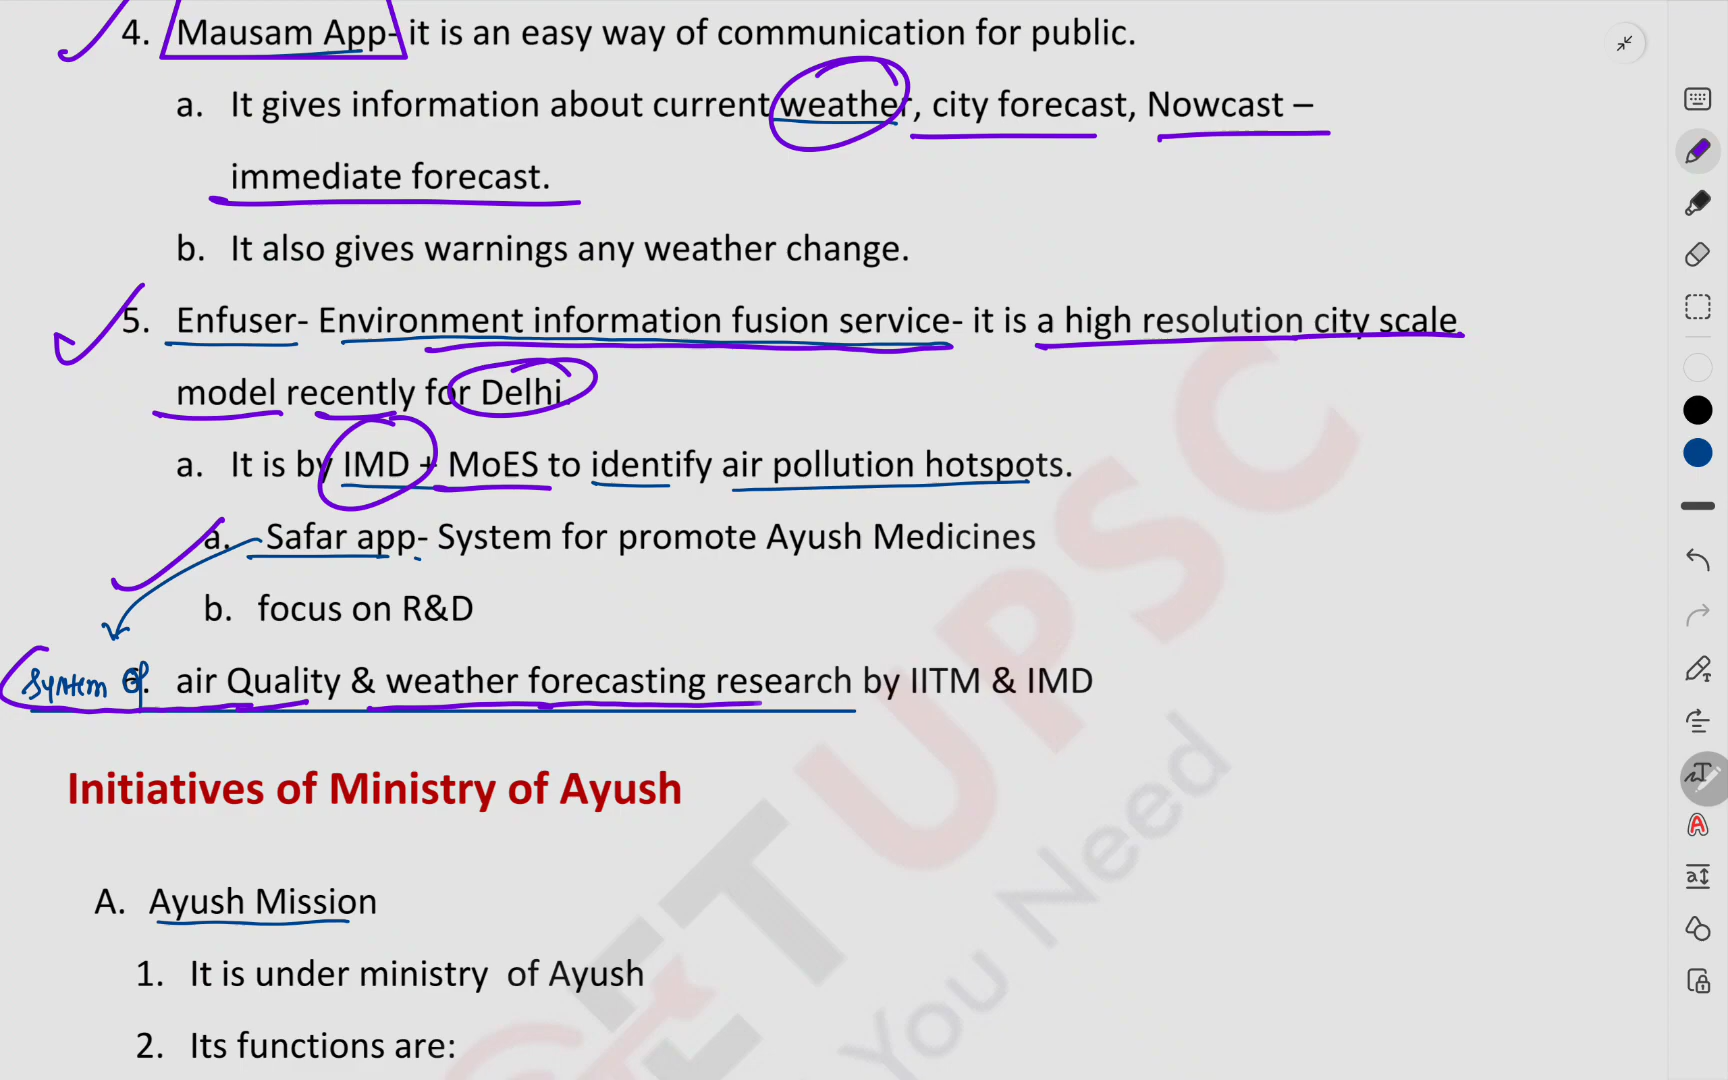 4. Mausam App- it is an easy way of communication for public.
a. It gives information about current weather, city forecast, Nowcast –
immediate forecast.
b. It also gives warnings any weather change.
5. Enfuser- Environment information fusion service- it is a high resolution city scale
model recently for Delhi.
a. It is by IMD + MoES to identify air pollution hotspots.
a. Safar app- System for promote Ayush Medicines
b. focus on R&D
System of 6. air Quality & weather forecasting research by IITM & IMD
Initiatives of Ministry of Ayush
A. Ayush Mission
1. It is under ministry of Ayush
2. Its functions are:
UPSC
You Need